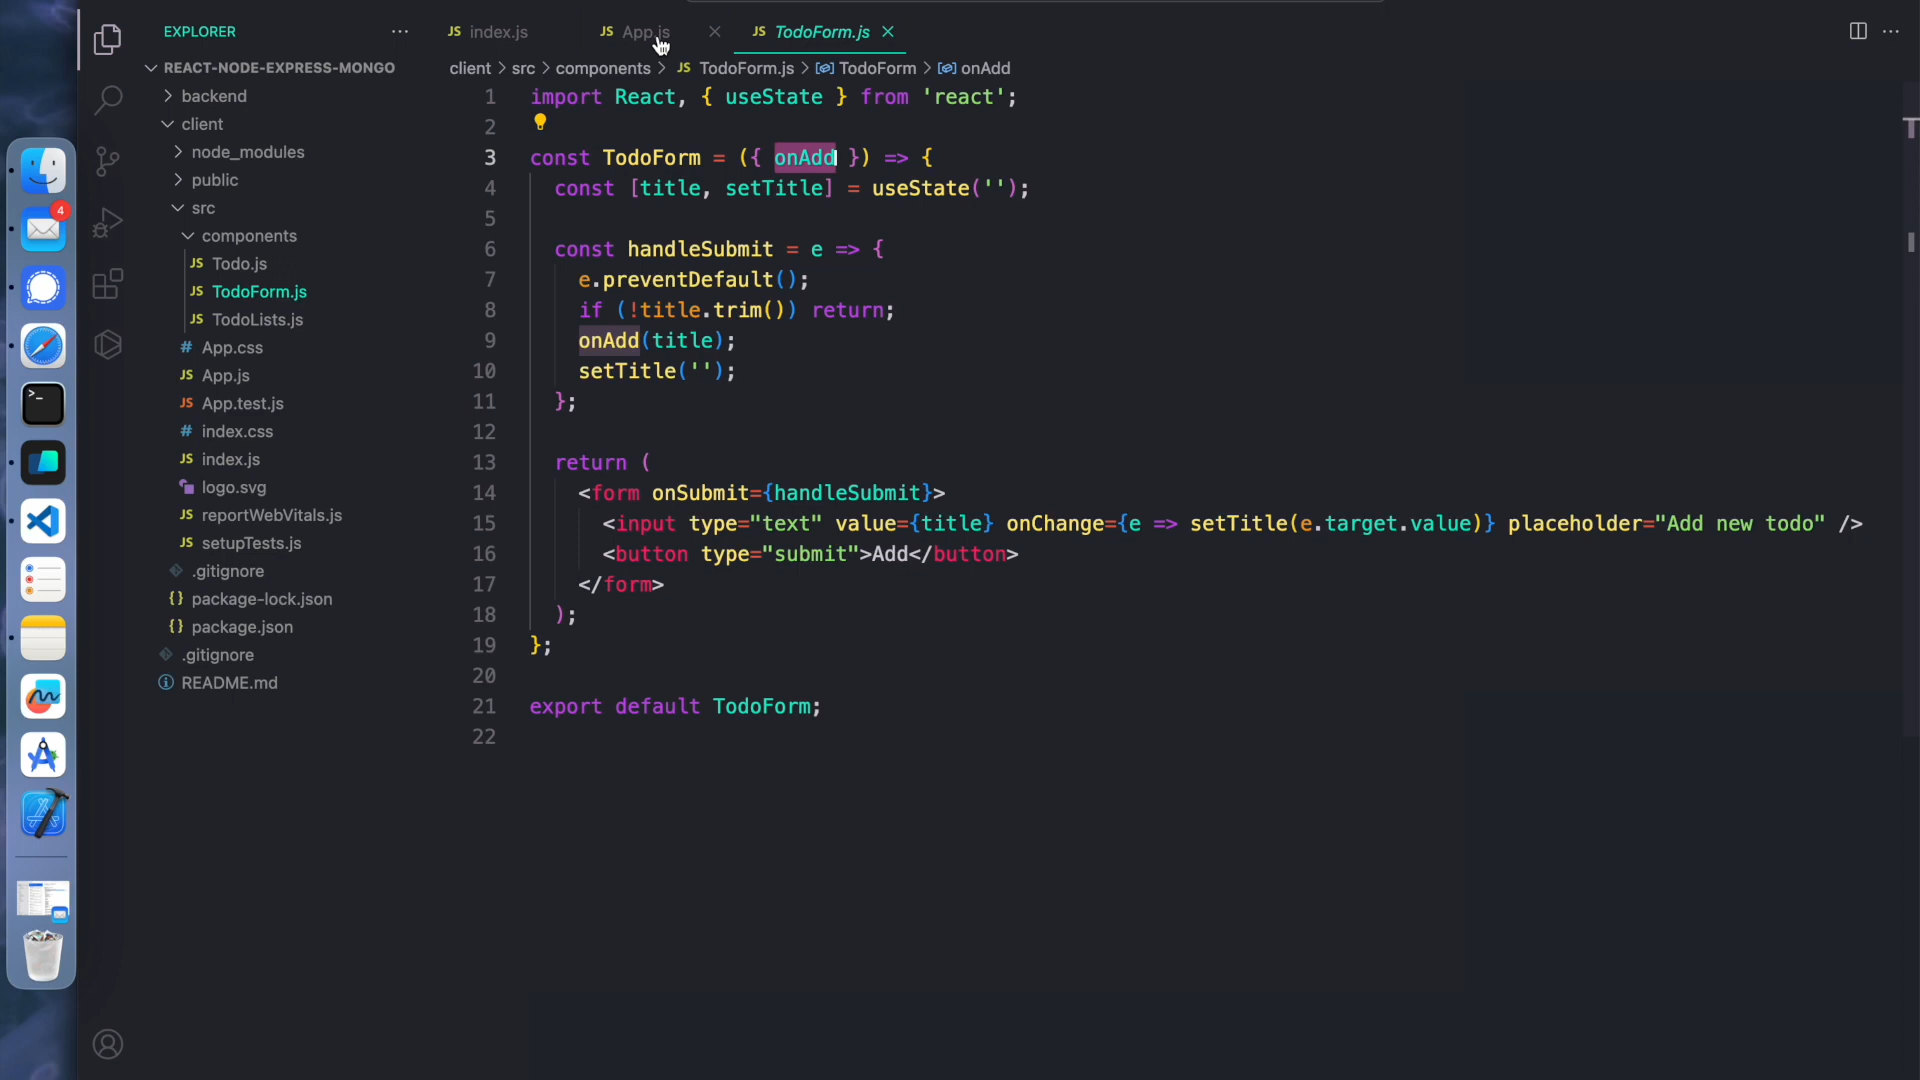 EXPLORER
REACT-NODE-EXPRESS-MONGO
backend
client
node_modules
public
src
components
JS Todo.js
JS TodoForm.js
JS TodoLists.js
# App.css
JS App.js
JS App.test.js
# index.css
JS index.js
logo.svg
JS reportWebVitals.js
JS setupTests.js
.gitignore
{} package-lock.json
{} package.json
.gitignore
README.md
4
JS index.js
JS App.js
JS TodoForm.js
client > src > components > JS TodoForm.js > TodoForm > onAdd
1 import React, { useState } from 'react';
2
3 const TodoForm = ({ onAdd }) => {
4 const [title, setTitle] = useState('');
5
6 const handleSubmit = e => {
7 e.preventDefault();
8 if (!title.trim()) return;
9 onAdd(title);
10 setTitle('');
11 };
12
13 return (
14 <form onSubmit={handleSubmit}>
15 <input type="text" value={title} onChange={e => setTitle(e.target.value)} placeholder="Add new todo" />
16 <button type="submit">Add</button>
17 </form>
18 );
19 };
20
21 export default TodoForm;
22